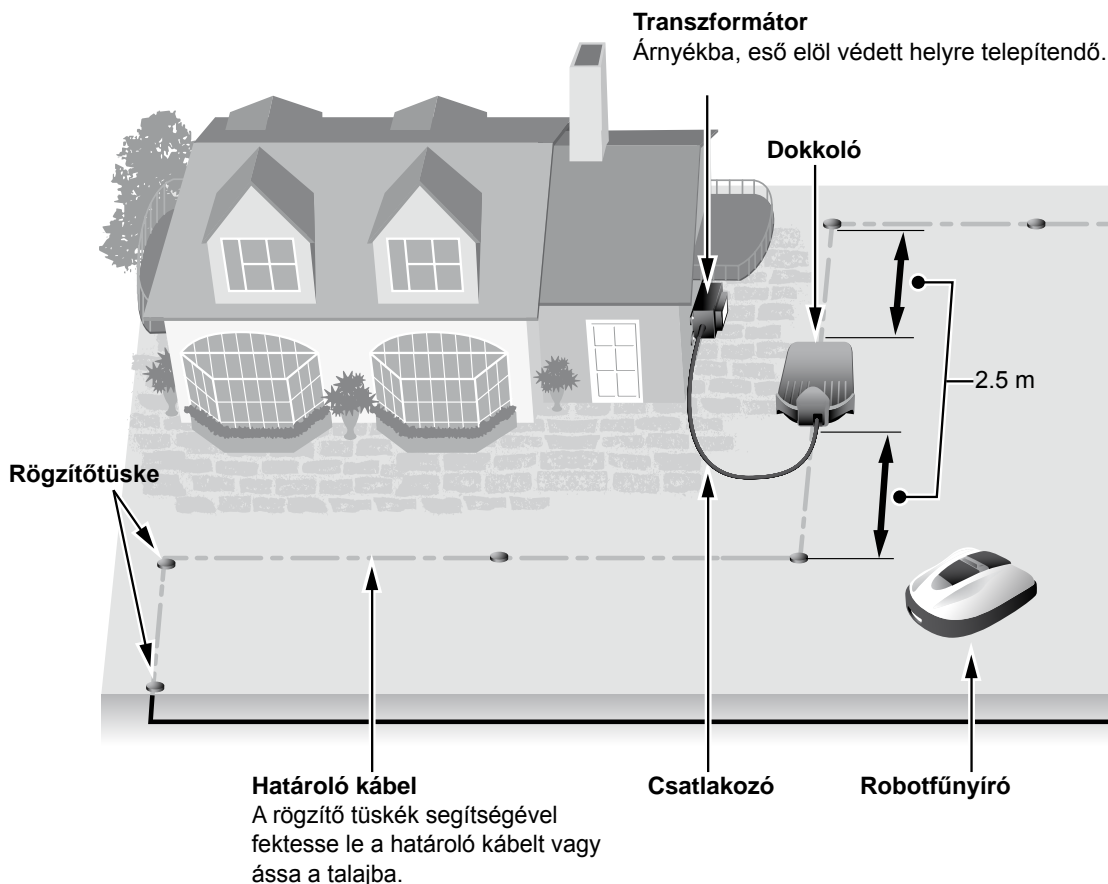 Transzformátor
Árnyékba, eső elöl védett helyre telepítendő.
Dokkoló
2.5 m
Rögzítőtüske
Határoló kábel
A rögzítő tüskék segítségével
fektesse le a határoló kábelt vagy
ássa a talajba.
Csatlakozó
Robotfűnyíró